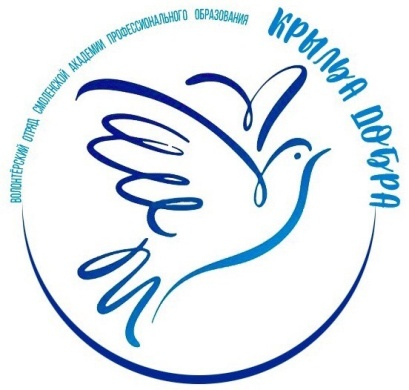 ВОЛОНТЁРСКИЙ ОТРЯД СМОЛЕНСКОЙ АКАДЕМИИ ПРОФЕССИОНАЛЬНОГО ОБРАЗОВАНИЯ
КРЫЛЬЯ ДОБРА